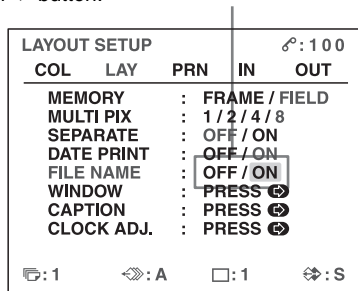 LAYOUT SETUP :100
COL LAY PRN IN OUT
MEMORY : FRAME / FIELD
MULTI PIX : 1 / 2 / 4 / 8
SEPARATE : OFF / ON
DATE PRINT : OFF / ON
FILE NAME : OFF / ON
WINDOW : PRESS
CAPTION : PRESS
CLOCK ADJ. : PRESS
:1 :A :1 :S